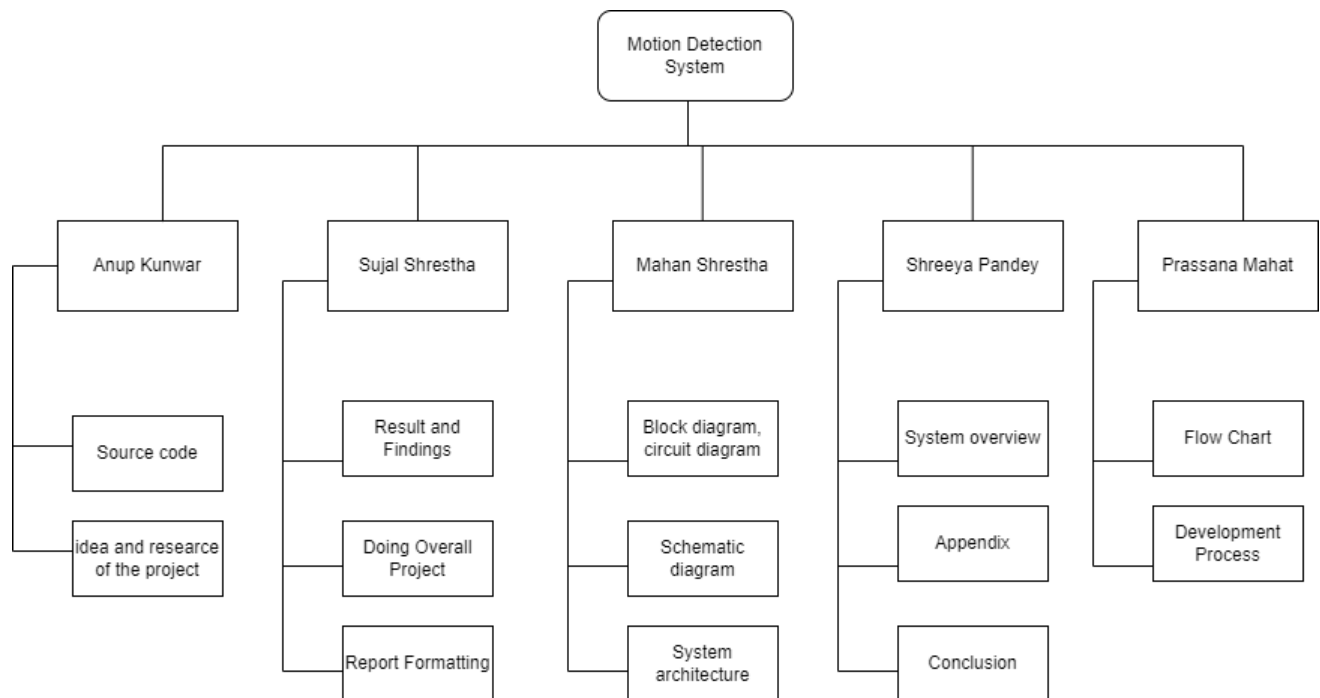 Motion Detection
System
Anup Kunwar
Sujal Shrestha
Mahan Shrestha
Shreeya Pandey
Prassana Mahat
Source code
idea and researce
of the project
Result and
Findings
Doing Overall
Project
Report Formatting
Block diagram,
circuit diagram
Schematic
diagram
System
architecture
System overview
Appendix
Conclusion
Flow Chart
Development
Process